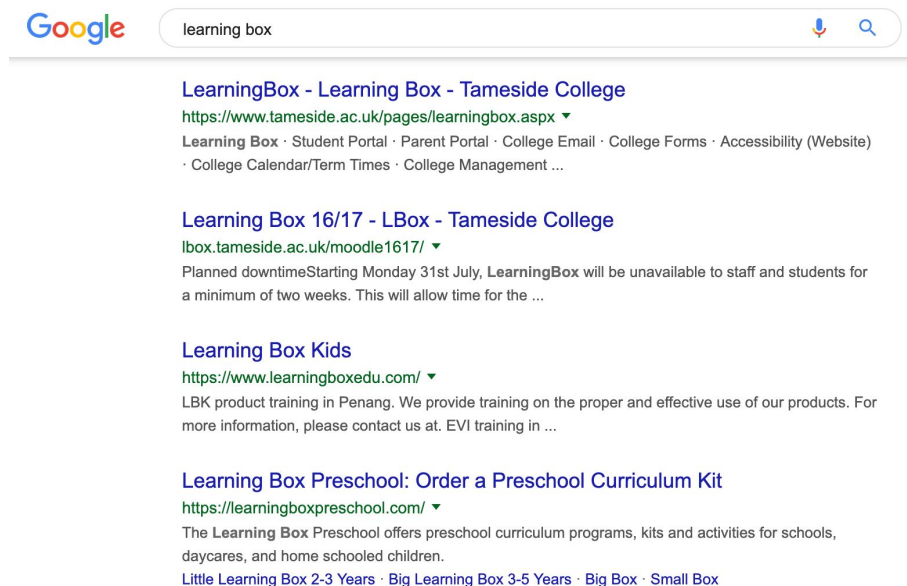 Google
learning box
LearningBox - Learning Box - Tameside College
https://www.tameside.ac.uk/pages/learningbox.aspx
Learning Box · Student Portal · Parent Portal · College Email · College Forms · Accessibility (Website)
· College Calendar/Term Times · College Management ...
Learning Box 16/17 - LBox - Tameside College
lbox.tameside.ac.uk/moodle1617/
Planned downtimeStarting Monday 31st July, LearningBox will be unavailable to staff and students for
a minimum of two weeks. This will allow time for the ...
Learning Box Kids
https://www.learningboxedu.com/
LBK product training in Penang. We provide training on the proper and effective use of our products. For
more information, please contact us at. EVI training in ...
Learning Box Preschool: Order a Preschool Curriculum Kit
https://learningboxpreschool.com/
The Learning Box Preschool offers preschool curriculum programs, kits and activities for schools,
daycares, and home schooled children.
Little Learning Box 2-3 Years · Big Learning Box 3-5 Years · Big Box · Small Box